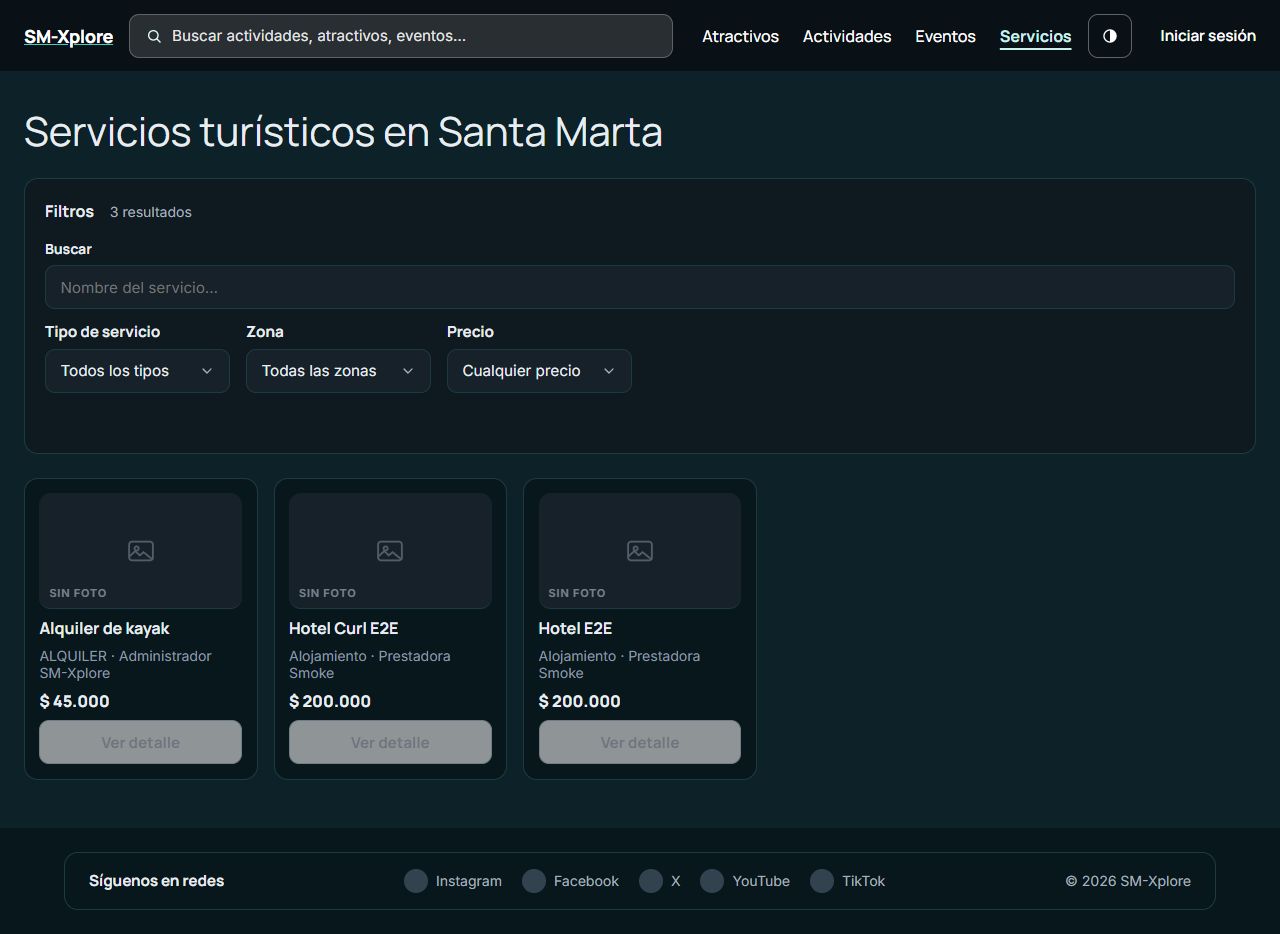 SM-Xplore
Buscar actividades, atractivos, eventos...
Atractivos
Actividades
Eventos
Servicios
Iniciar sesión
Servicios turísticos en Santa Marta
Filtros 3 resultados
Buscar
Nombre del servicio...
Tipo de servicio
Zona
Precio
Todos los tipos
Todas las zonas
Cualquier precio
SIN FOTO
Alquiler de kayak
ALQUILER · Administrador
SM-Xplore
$ 45.000
Ver detalle
SIN FOTO
Hotel Curl E2E
Alojamiento · Prestadora
Smoke
$ 200.000
Ver detalle
SIN FOTO
Hotel E2E
Alojamiento · Prestadora
Smoke
$ 200.000
Ver detalle
Síguenos en redes
Instagram
Facebook
X
YouTube
TikTok
© 2026 SM-Xplore